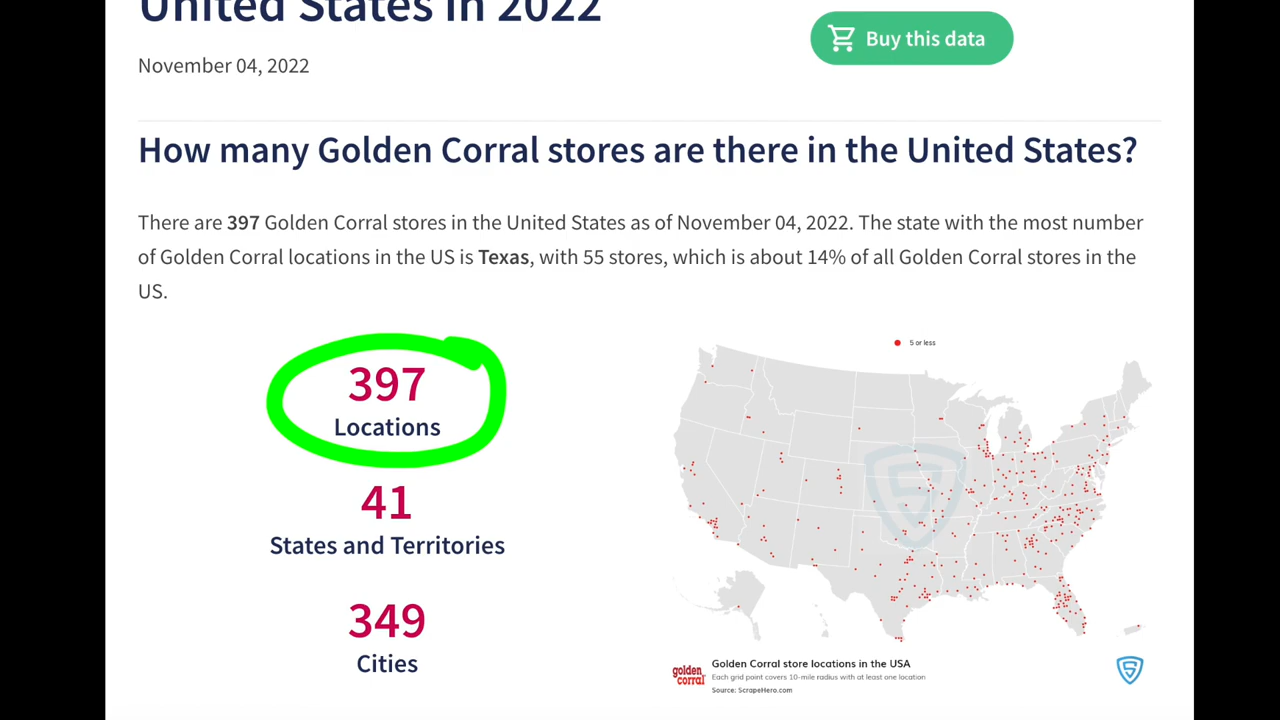 United States in 2022
Buy this data
November 04, 2022
How many Golden Corral stores are there in the United States?
There are 397 Golden Corral stores in the United States as of November 04, 2022. The state with the most number
of Golden Corral locations in the US is Texas, with 55 stores, which is about 14% of all Golden Corral stores in the
US.
397
Locations
41
States and Territories
349
Cities
5 or less
golden
corral
Golden Corral store locations in the USA
Each grid point covers 10-mile radius with at least one location
Source: ScrapeHero.com